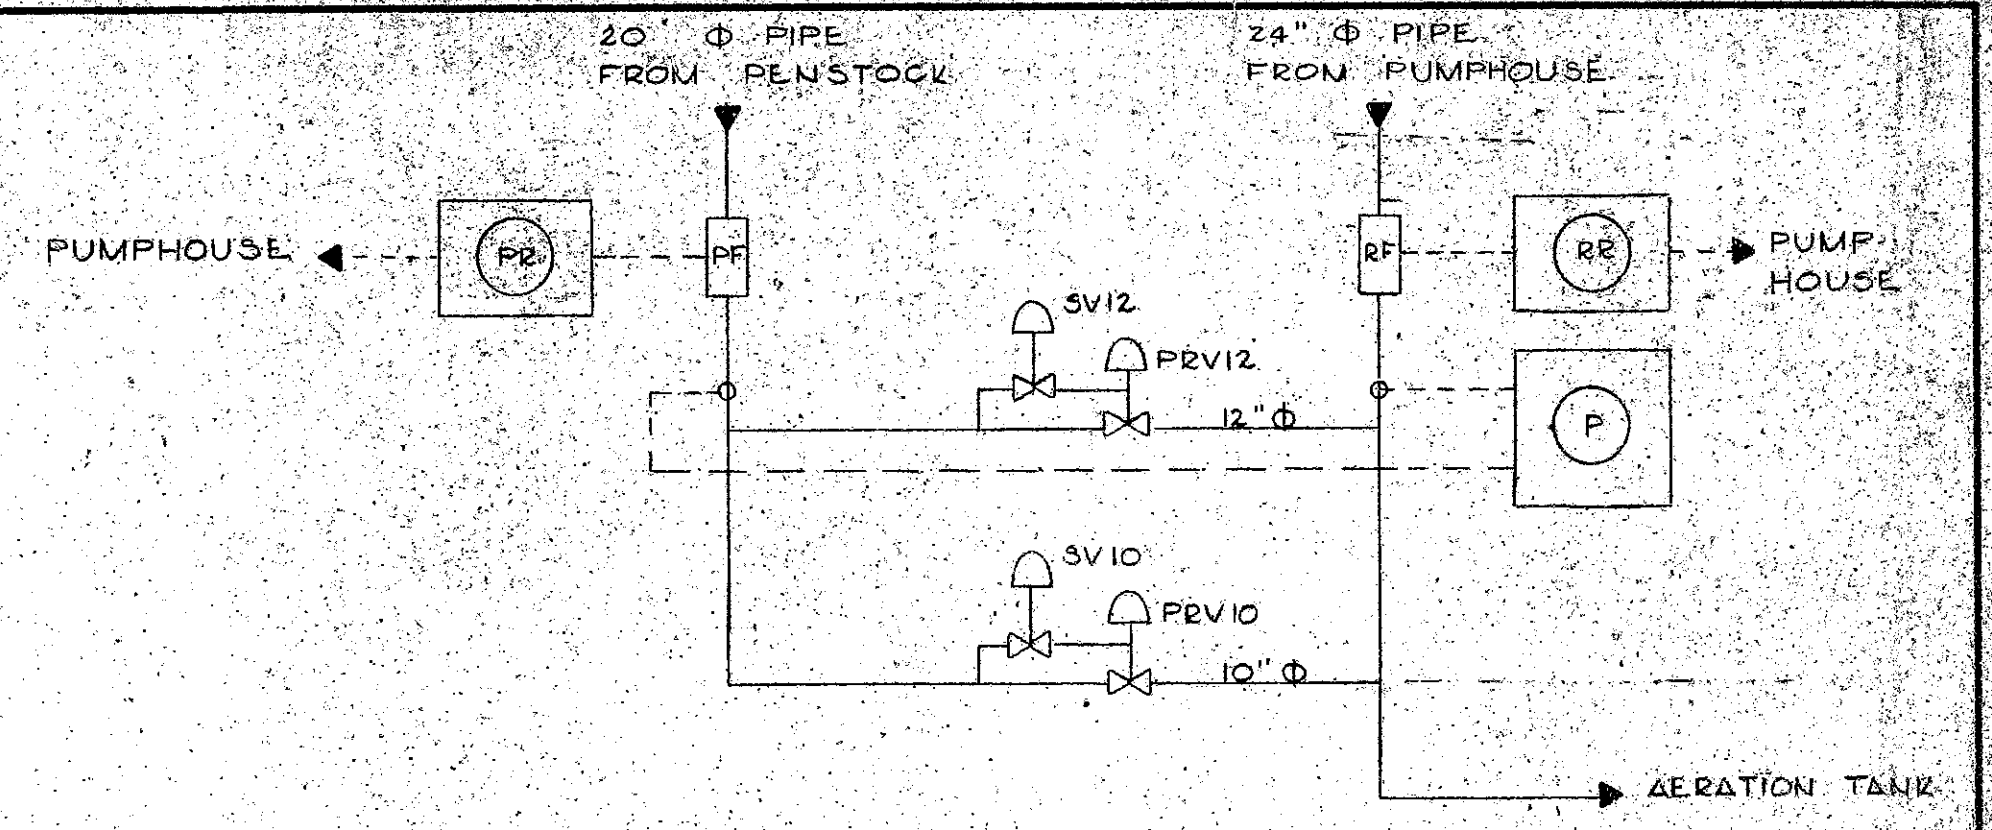 20 Φ PIPE
FROM PENSTOCK
24" Φ PIPE
FROM PUMPHOUSE
PUMPHOUSE
PR
PF
RF
RR
PUMP
HOUSE
SV12
PRV12
12" Φ
P
SV10
PRV10
10" Φ
AERATION TANK